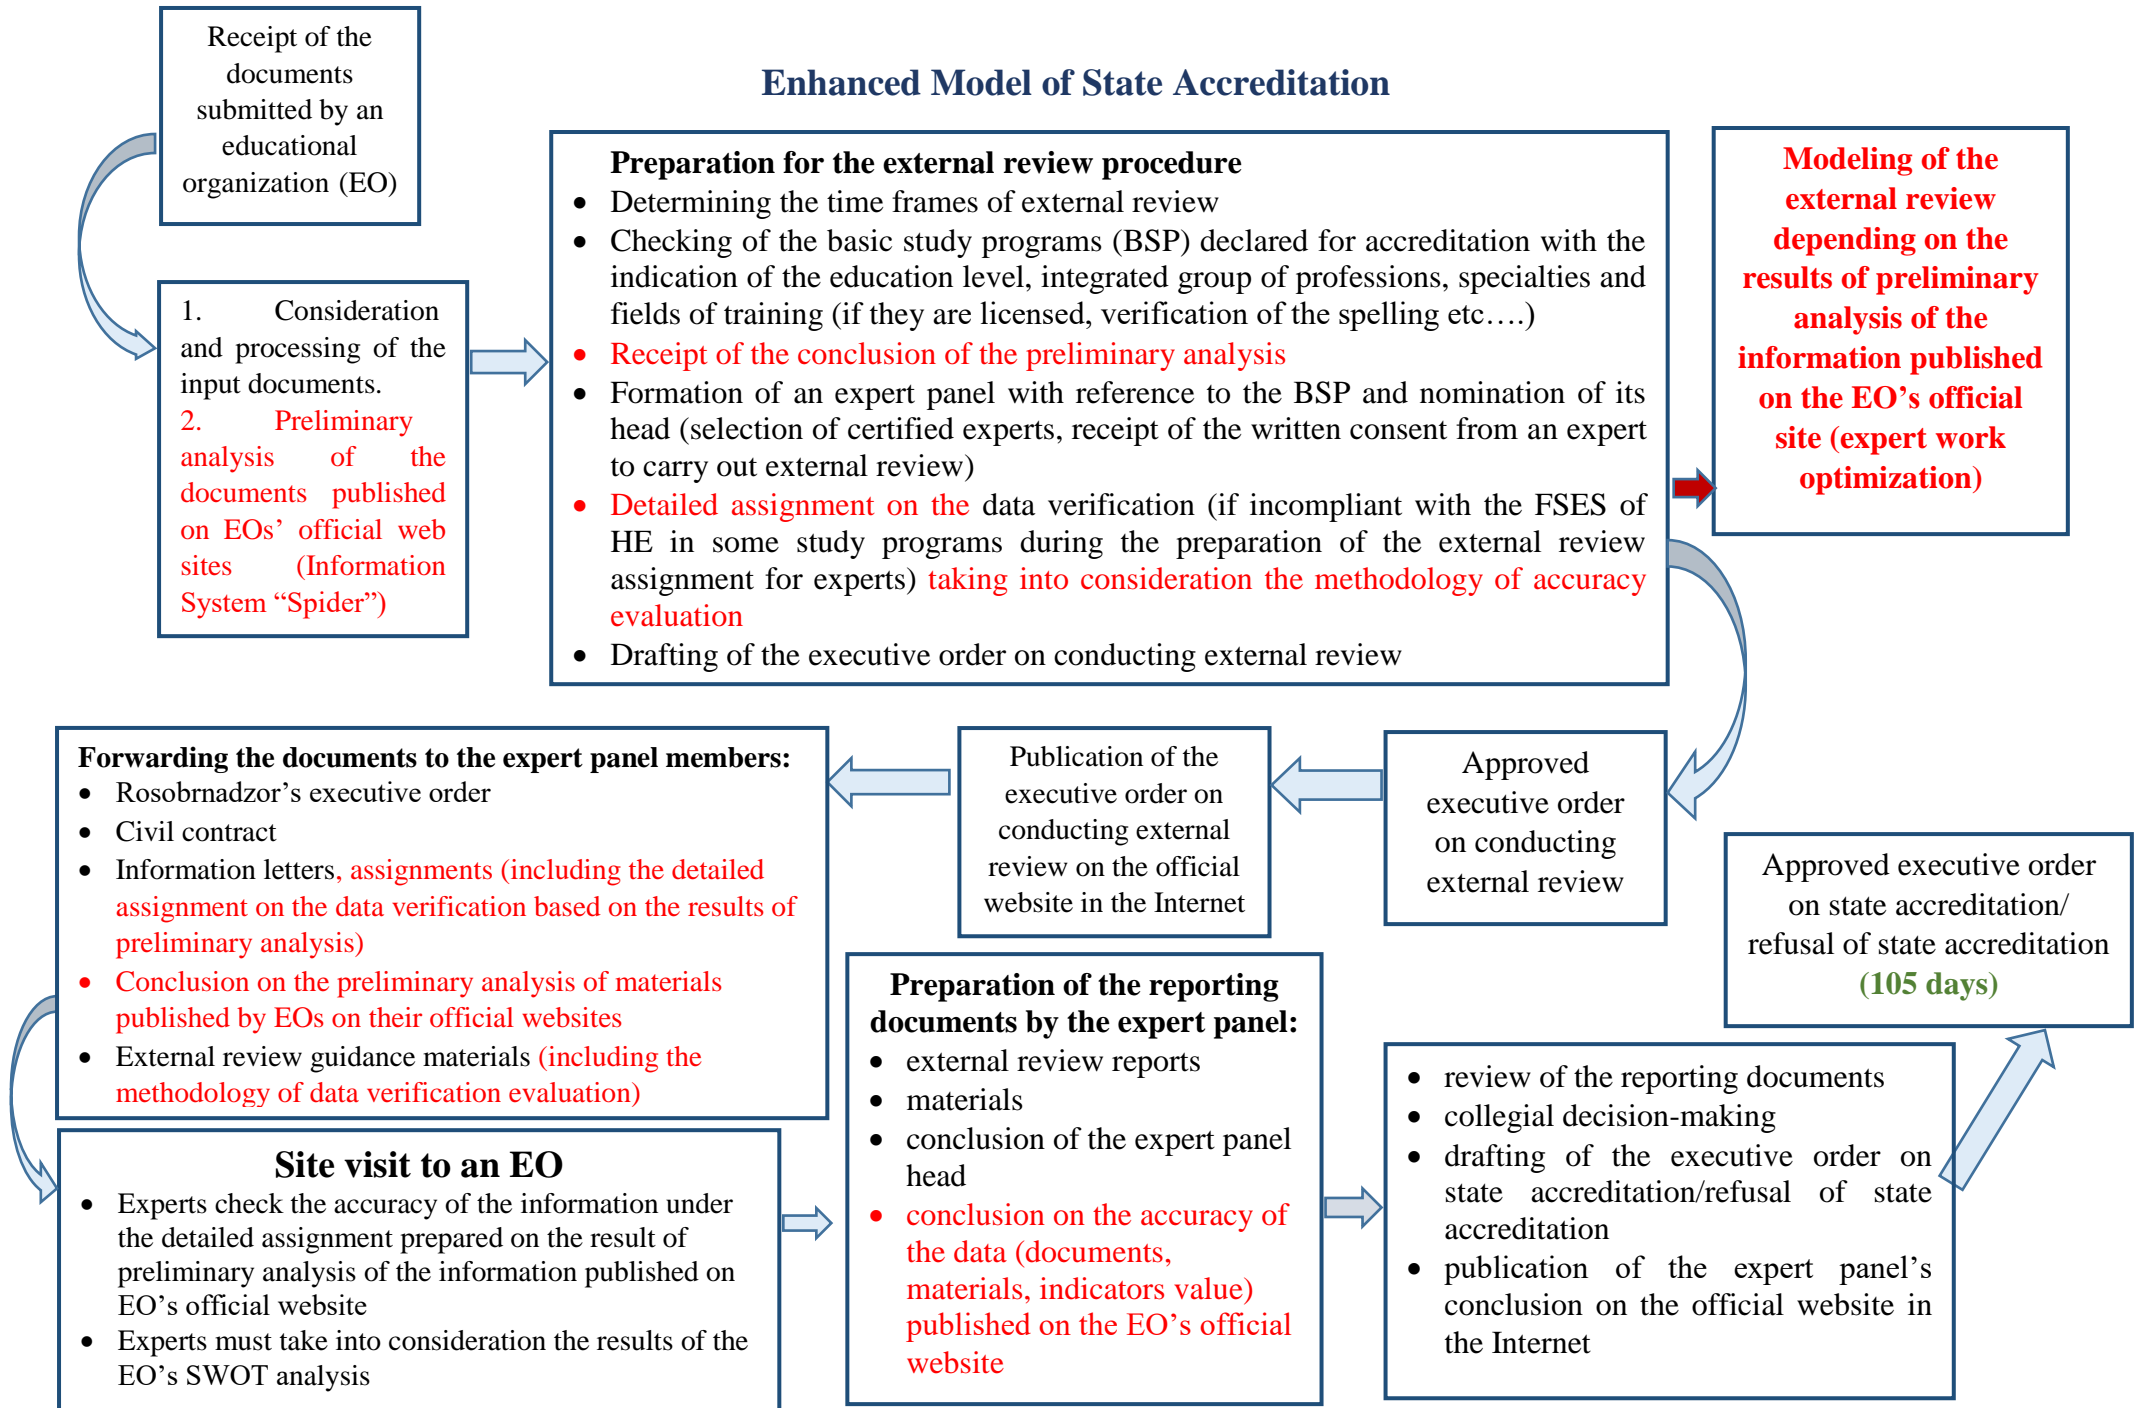 Receipt of the
documents
submitted by an
educational
organization (EO)
Enhanced Model of State Accreditation
1. Consideration
and processing of the
input documents.
2. Preliminary
analysis of the
documents published
on EOs’ official web
sites (Information
System “Spider”)
Preparation for the external review procedure
• Determining the time frames of external review
• Checking of the basic study programs (BSP) declared for accreditation with the
indication of the education level, integrated group of professions, specialties and
fields of training (if they are licensed, verification of the spelling etc….)
• Receipt of the conclusion of the preliminary analysis
• Formation of an expert panel with reference to the BSP and nomination of its
head (selection of certified experts, receipt of the written consent from an expert
to carry out external review)
• Detailed assignment on the data verification (if incompliant with the FSES of
HE in some study programs during the preparation of the external review
assignment for experts) taking into consideration the methodology of accuracy
evaluation
• Drafting of the executive order on conducting external review
Modeling of the
external review
depending on the
results of preliminary
analysis of the
information published
on the EO’s official
site (expert work
optimization)
Approved
executive order
on conducting
external review
Publication of the
executive order on
conducting external
review on the official
website in the Internet
Forwarding the documents to the expert panel members:
• Rosobrnadzor’s executive order
• Civil contract
• Information letters, assignments (including the detailed
assignment on the data verification based on the results of
preliminary analysis)
• Conclusion on the preliminary analysis of materials
published by EOs on their official websites
• External review guidance materials (including the
methodology of data verification evaluation)
Site visit to an EO
• Experts check the accuracy of the information under
the detailed assignment prepared on the result of
preliminary analysis of the information published on
EO’s official website
• Experts must take into consideration the results of the
EO’s SWOT analysis
Preparation of the reporting
documents by the expert panel:
• external review reports
• materials
• conclusion of the expert panel
head
• conclusion on the accuracy of
the data (documents,
materials, indicators value)
published on the EO’s official
website
• review of the reporting documents
• collegial decision-making
• drafting of the executive order on
state accreditation/refusal of state
accreditation
• publication of the expert panel’s
conclusion on the official website in
the Internet
Approved executive order
on state accreditation/
refusal of state accreditation
(105 days)